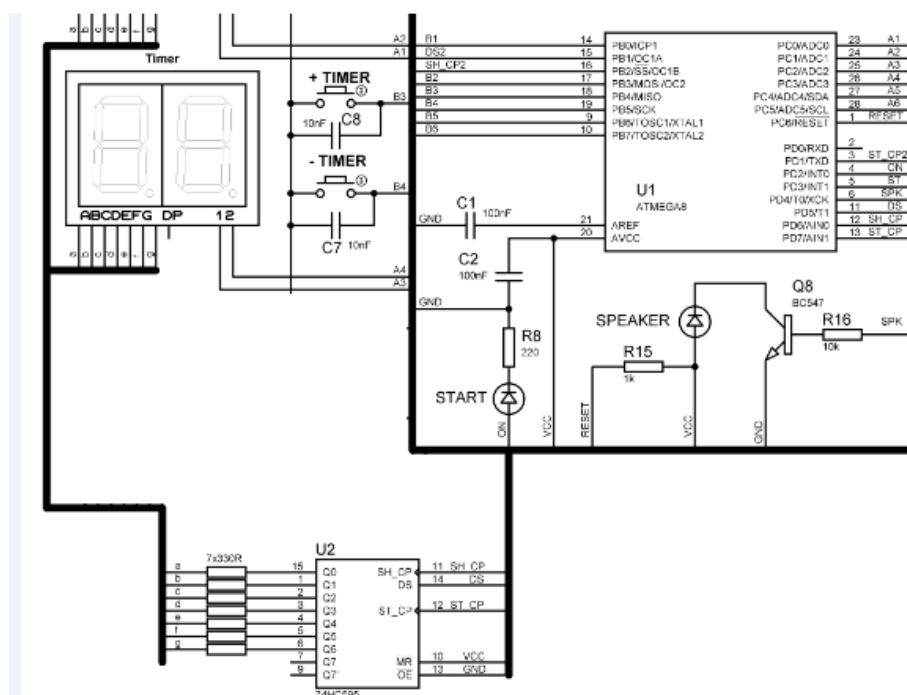 a b c d e f g
Timer
ABCDEFG DP 12
a b c d e f g
A2
A1
+ TIMER
10nF C8
B3
- TIMER
C7 10nF
B4
A4
A3
B1 14
DS2 15
SH_CP2 16
B2 17
B3 18
B4 19
B5 9
B6 10
PB0/ICP1
PB1/OC1A
PB2/SS/OC1B
PB3/MOSI/OC2
PB4/MISO
PB5/SCK
PB6/TOSC1/XTAL1
PB7/TOSC2/XTAL2
PC0/ADC0 23 A1
PC1/ADC1 24 A2
PC2/ADC2 25 A3
PC3/ADC3 26 A4
PC4/ADC4/SDA 27 A5
PC5/ADC5/SCL 28 A6
PC6/RESET 1 RESET
PD0/RXD 2
PD1/TXD 3 ST_CP2
PD2/INT0 4 ON
PD3/INT1 5 ST
PD4/T0/XCK 6 SPK
PD5/T1 11 DS
PD6/AIN0 12 SH_CP
PD7/AIN1 13 ST_CP
U1
ATMEGA8
GND C1 100nF 21 AREF
20 AVCC
C2
100nF
GND
R8
220
START
ON
VCC
SPEAKER
R15
1k
RESET
VCC
GND
Q8
BC547
R16
10k
SPK
7x330R
U2
a 15 Q0
b 1 Q1
c 2 Q2
d 3 Q3
e 4 Q4
f 5 Q5
g 6 Q6
7 Q7
9 Q7'
SH_CP 11 SH_CP
DS 14 DS
ST_CP 12 ST_CP
MR 10 VCC
OE 13 GND
74HC595